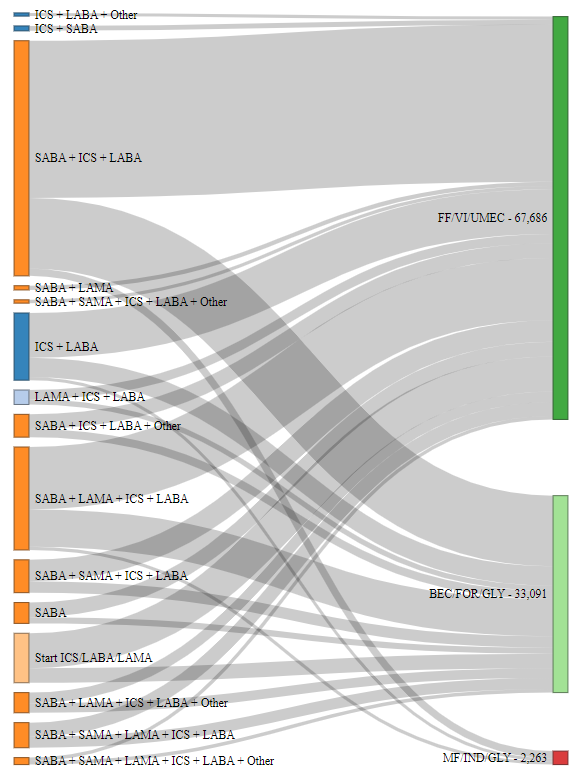 ICS + LABA + Other
ICS + SABA
SABA + ICS + LABA
FF/VI/UMEC - 67,686
SABA + LAMA
SABA + SAMA + ICS + LABA + Other
ICS + LABA
LAMA + ICS + LABA
SABA + ICS + LABA + Other
SABA + LAMA + ICS + LABA
SABA + SAMA + ICS + LABA
BEC/FOR/GLY - 33,091
SABA
Start ICS/LABA/LAMA
SABA + LAMA + ICS + LABA + Other
SABA + SAMA + LAMA + ICS + LABA
MF/IND/GLY - 2,263
SABA + SAMA + LAMA + ICS + LABA + Other